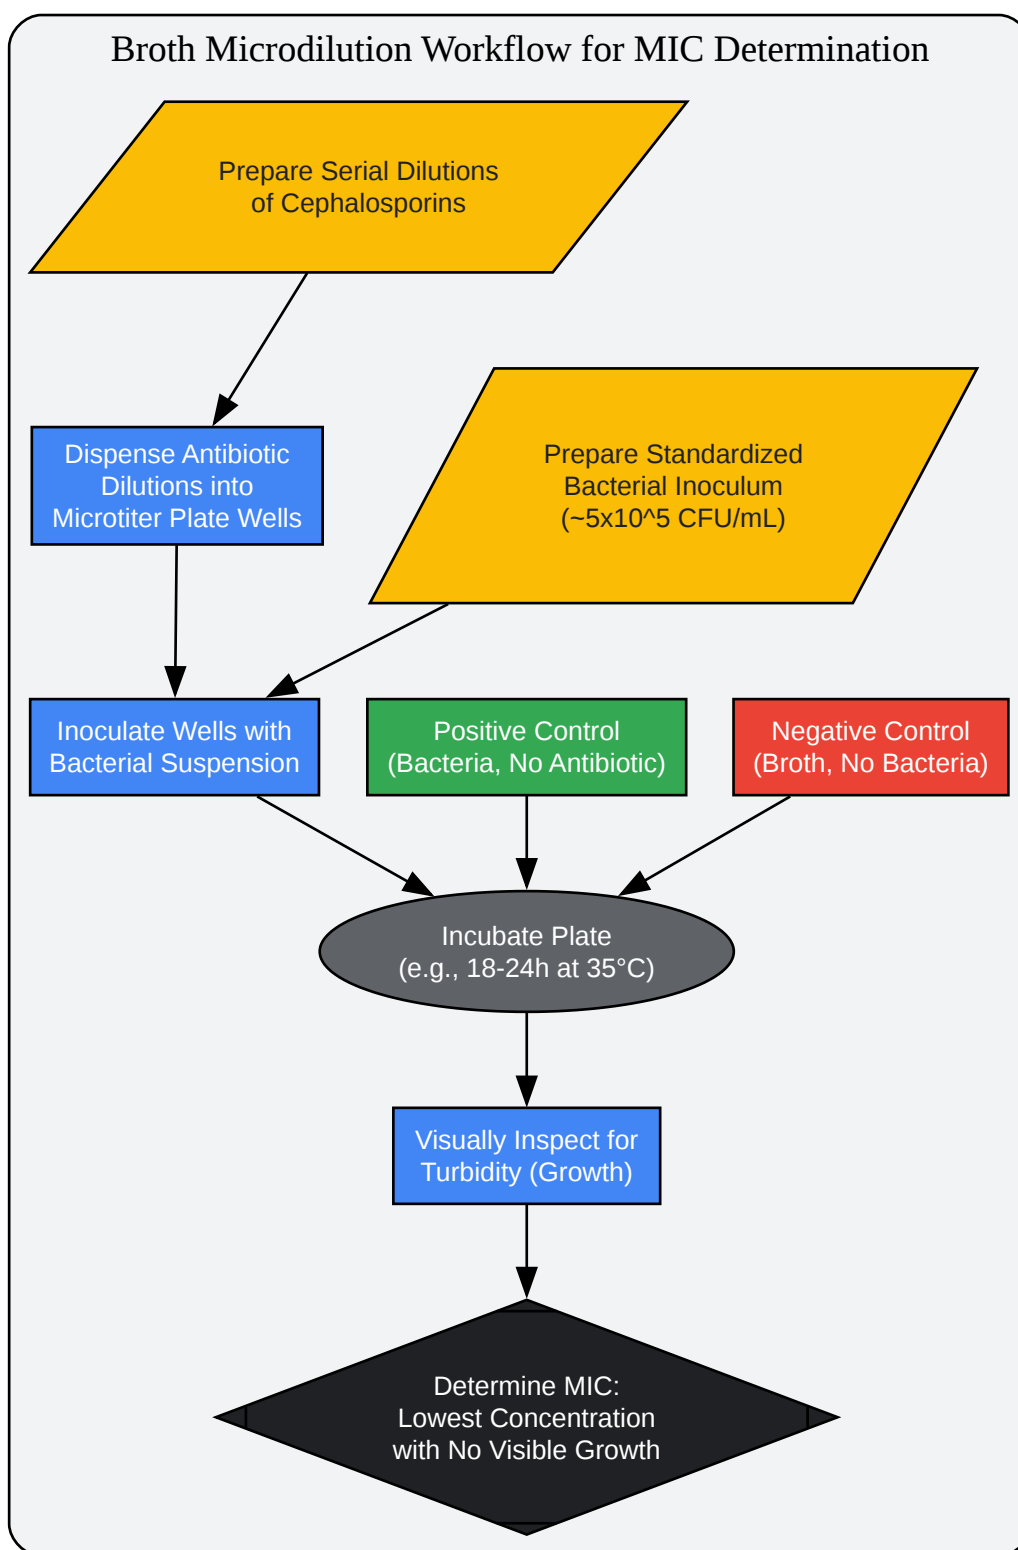 Broth Microdilution Workflow for MIC Determination
Prepare Serial Dilutions
of Cephalosporins
Dispense Antibiotic
Dilutions into
Microtiter Plate Wells
Prepare Standardized
Bacterial Inoculum
(~5x10^5 CFU/mL)
Inoculate Wells with
Bacterial Suspension
Positive Control
(Bacteria, No Antibiotic)
Negative Control
(Broth, No Bacteria)
Incubate Plate
(e.g., 18-24h at 35°C)
Visually Inspect for
Turbidity (Growth)
Determine MIC:
Lowest Concentration
with No Visible Growth